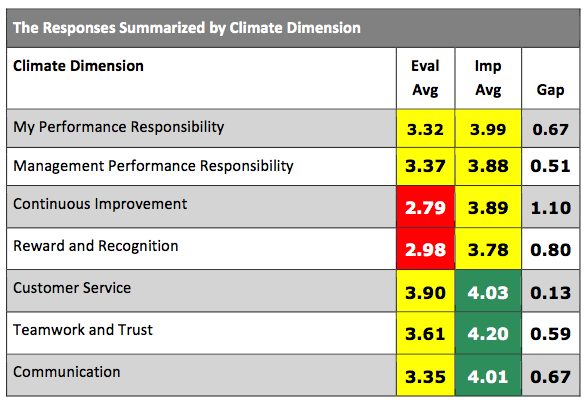 The Responses Summarized by Climate Dimension
Climate Dimension Eval Avg Imp Avg Gap
My Performance Responsibility 3.32 3.99 0.67
Management Performance Responsibility 3.37 3.88 0.51
Continuous Improvement 2.79 3.89 1.10
Reward and Recognition 2.98 3.78 0.80
Customer Service 3.90 4.03 0.13
Teamwork and Trust 3.61 4.20 0.59
Communication 3.35 4.01 0.67